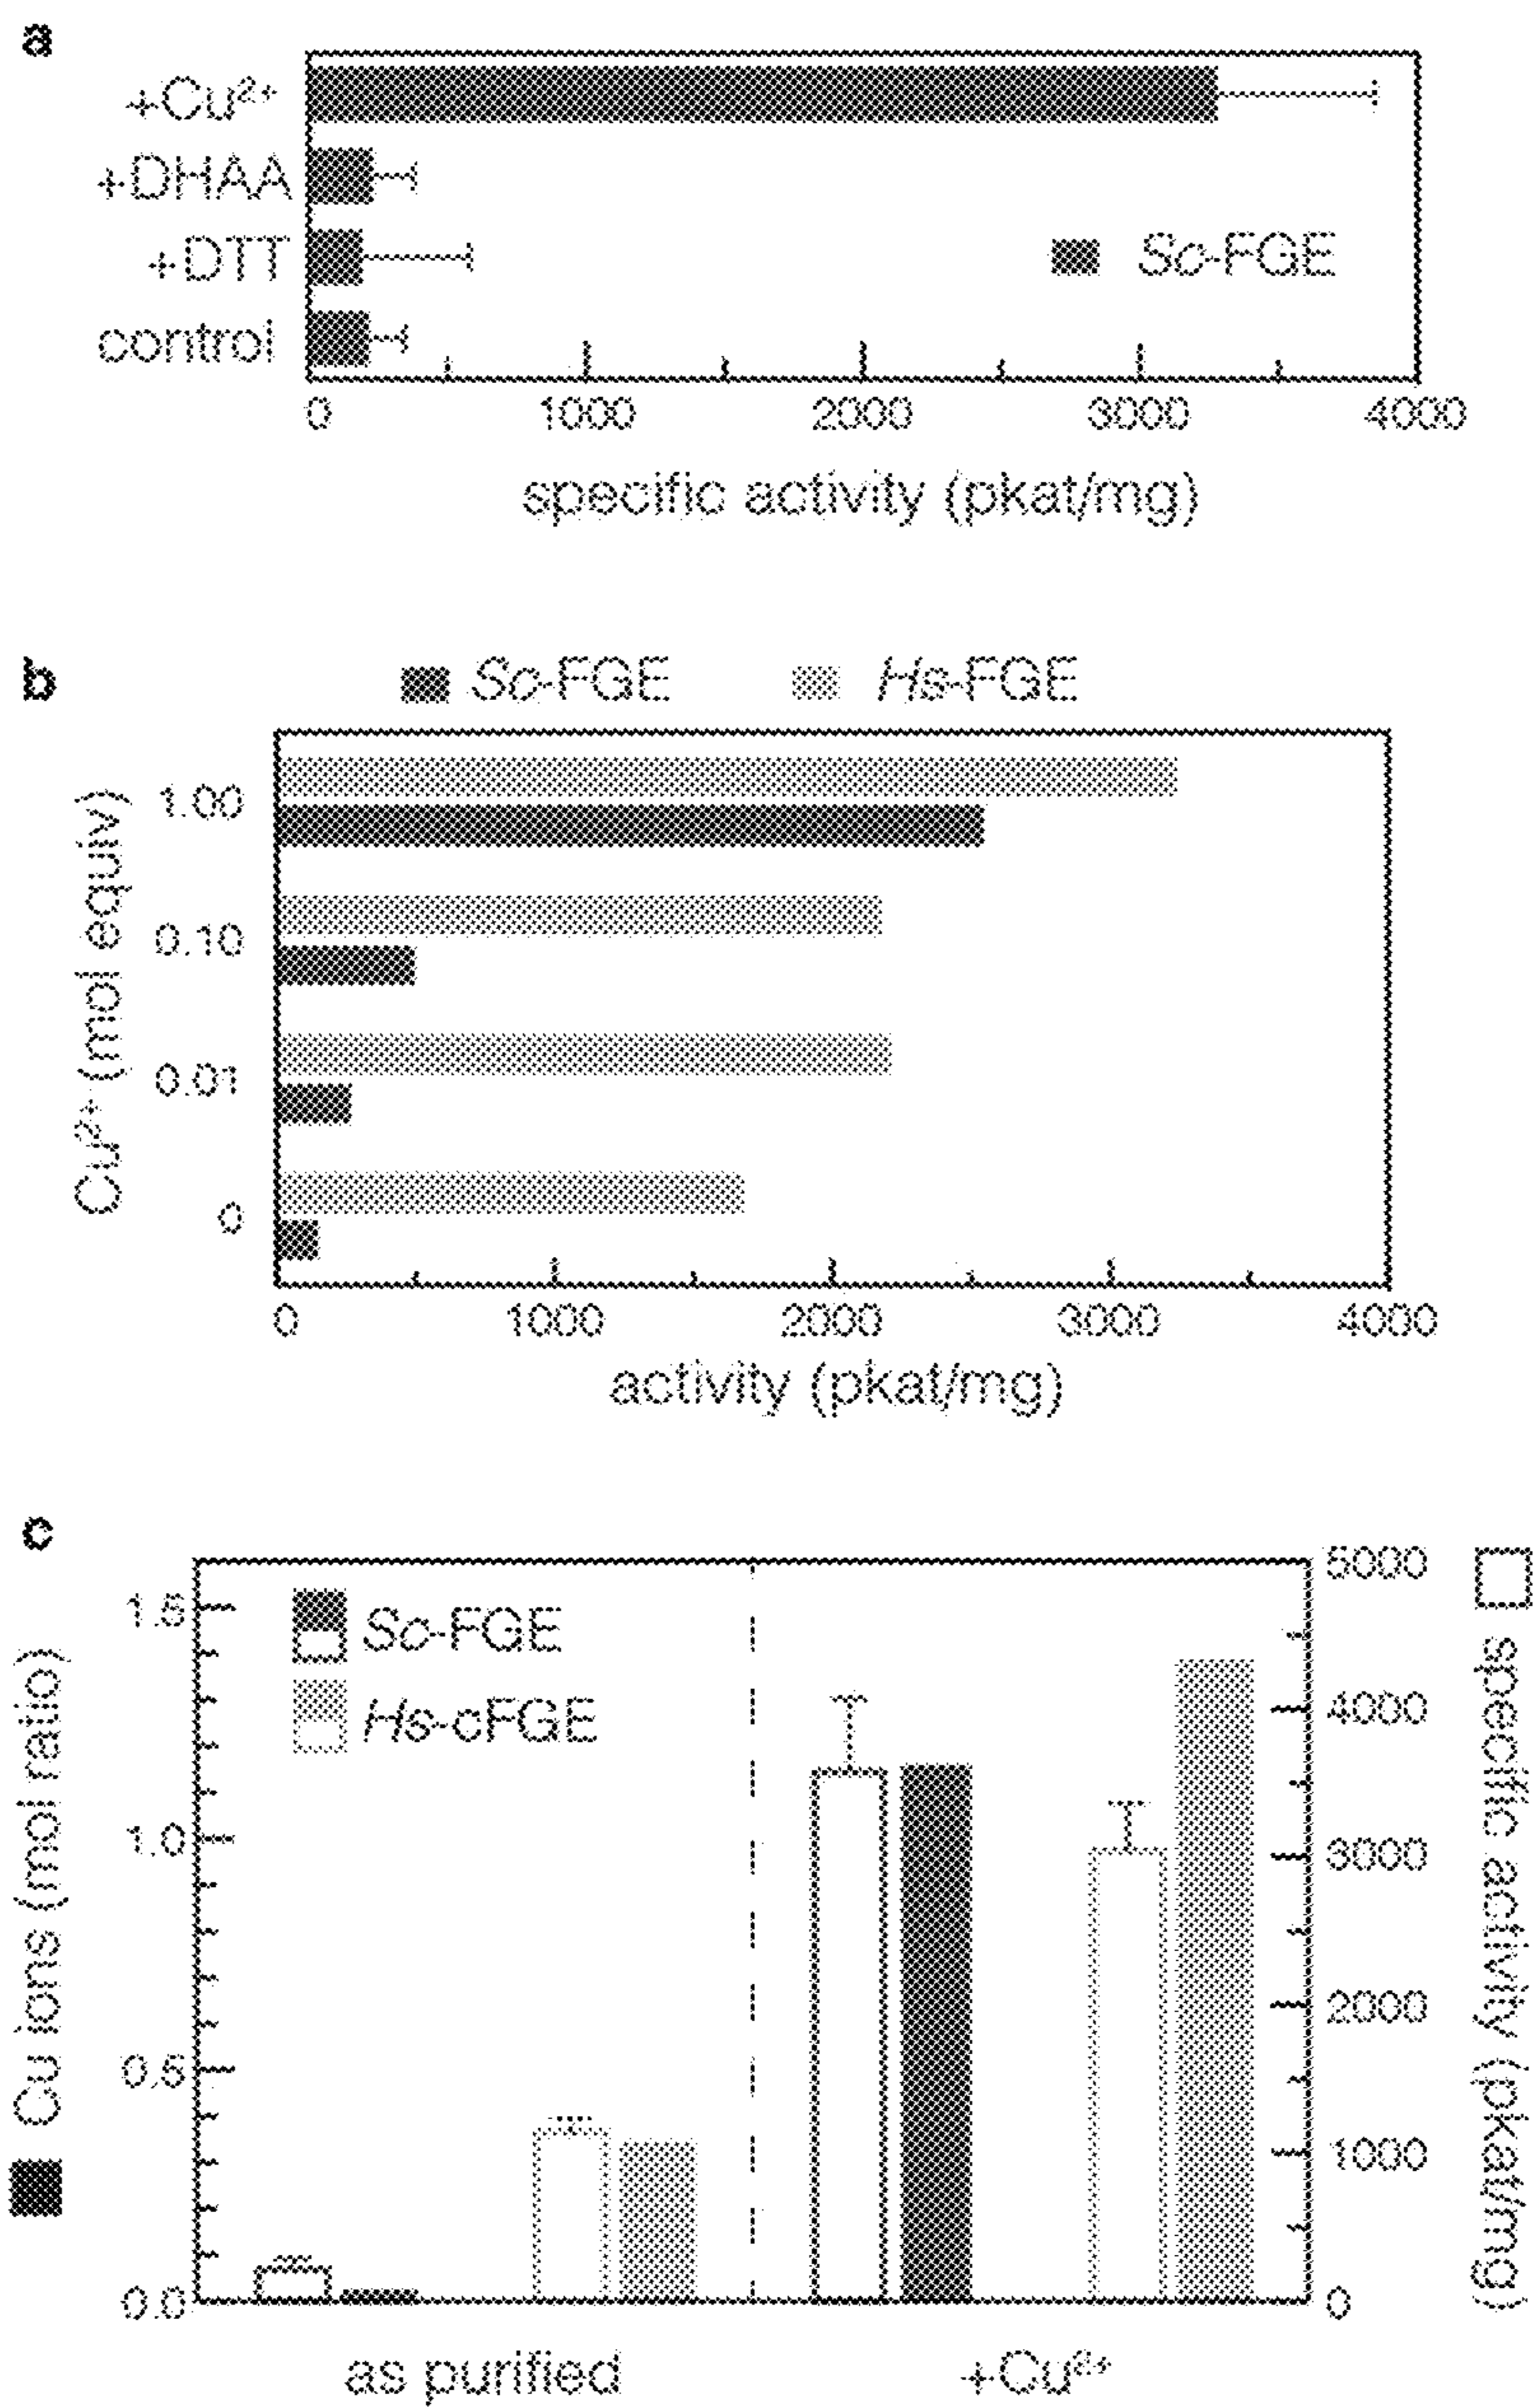 a
+Cu²⁺
+DHAA
+DTT
control
Sc-FGE
0 1000 2000 3000 4000
specific activity (pkat/mg)
b
Sc-FGE Hs-FGE
Cu²⁺ (mol equiv)
1.00
0.10
0.01
0
0 1000 2000 3000 4000
activity (pkat/mg)
c
Cu ions (mol ratio)
1.5
1.0
0.5
0.0
Sc-FGE
Hs-cFGE
5000
4000
3000
2000
1000
0
specific activity (pkat/mg)
as purified +Cu²⁺